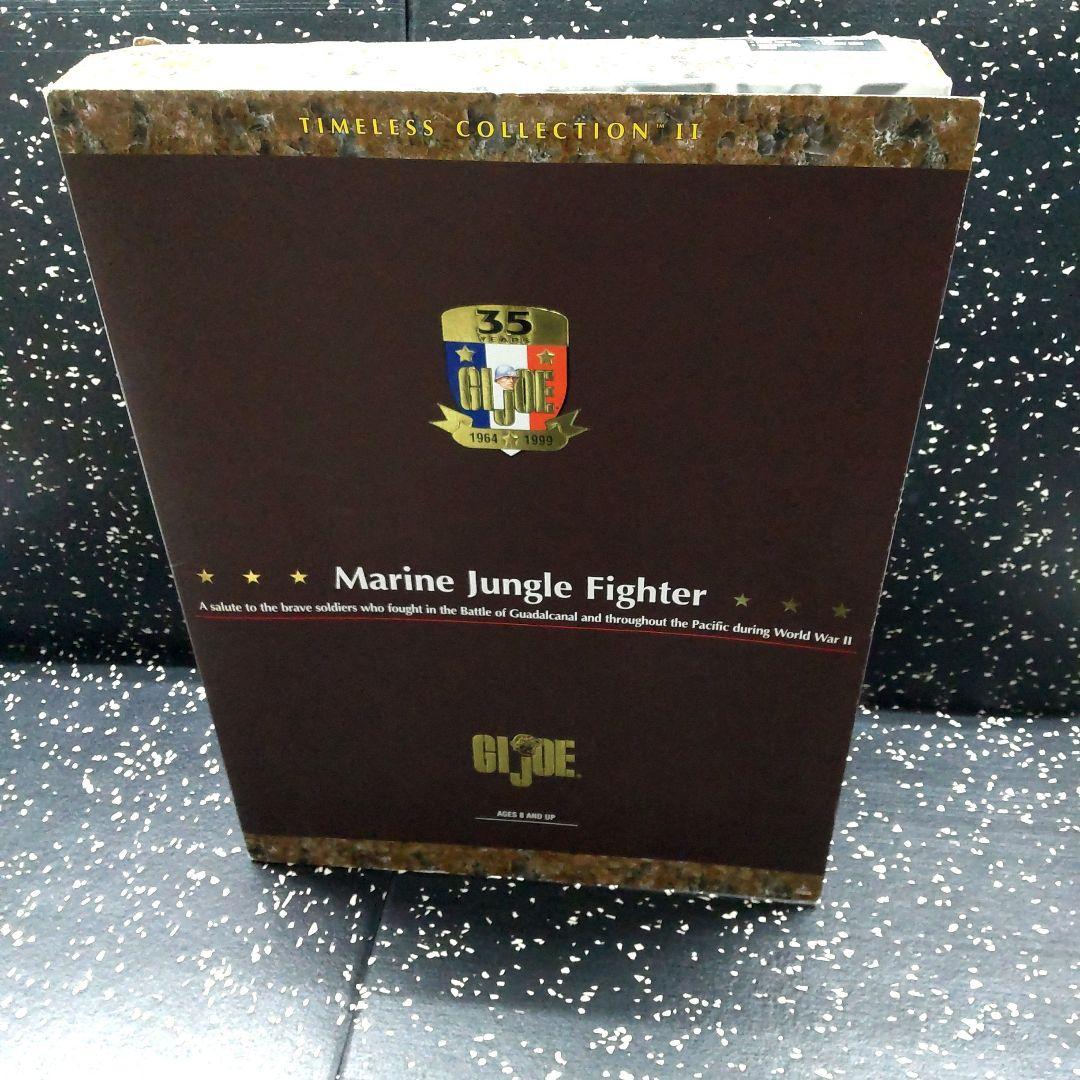 TIMELESS COLLECTION™ II
35
YEARS
GI JOE
1964 1999
Marine Jungle Fighter
A salute to the brave soldiers who fought in the Battle of Guadalcanal and throughout the Pacific during World War II
GI JOE®
AGES 8 AND UP